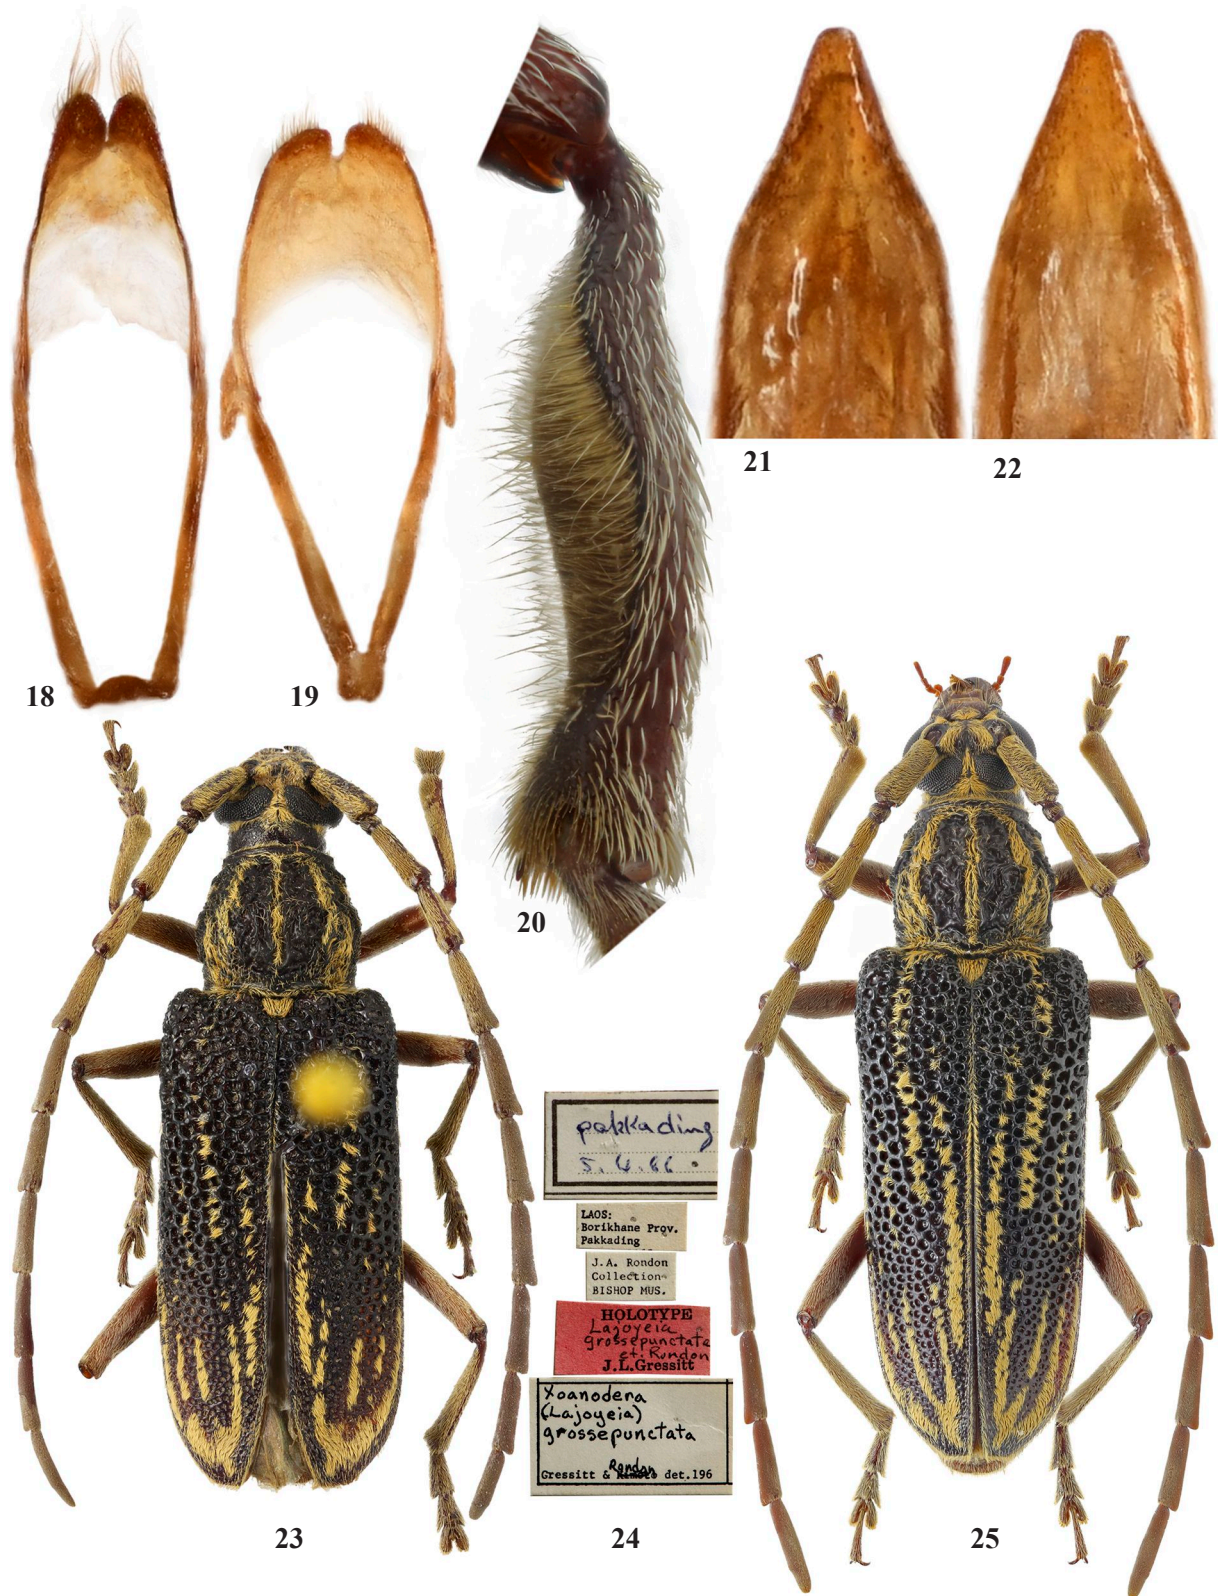 21
22
18
19
20
pakkading
5. 4. 66.
LAOS:
Borikhane Prov.
Pakkading
J.A. Rondon
Collection
BISHOP MUS.
HOLOTYPE
Lajoyeia
grossepunctata
et. Rondon
J.L.Gressitt
Xoanodera
(Lajoyeia)
grossepunctata
Rondon
Gressitt & det.196
23
24
25